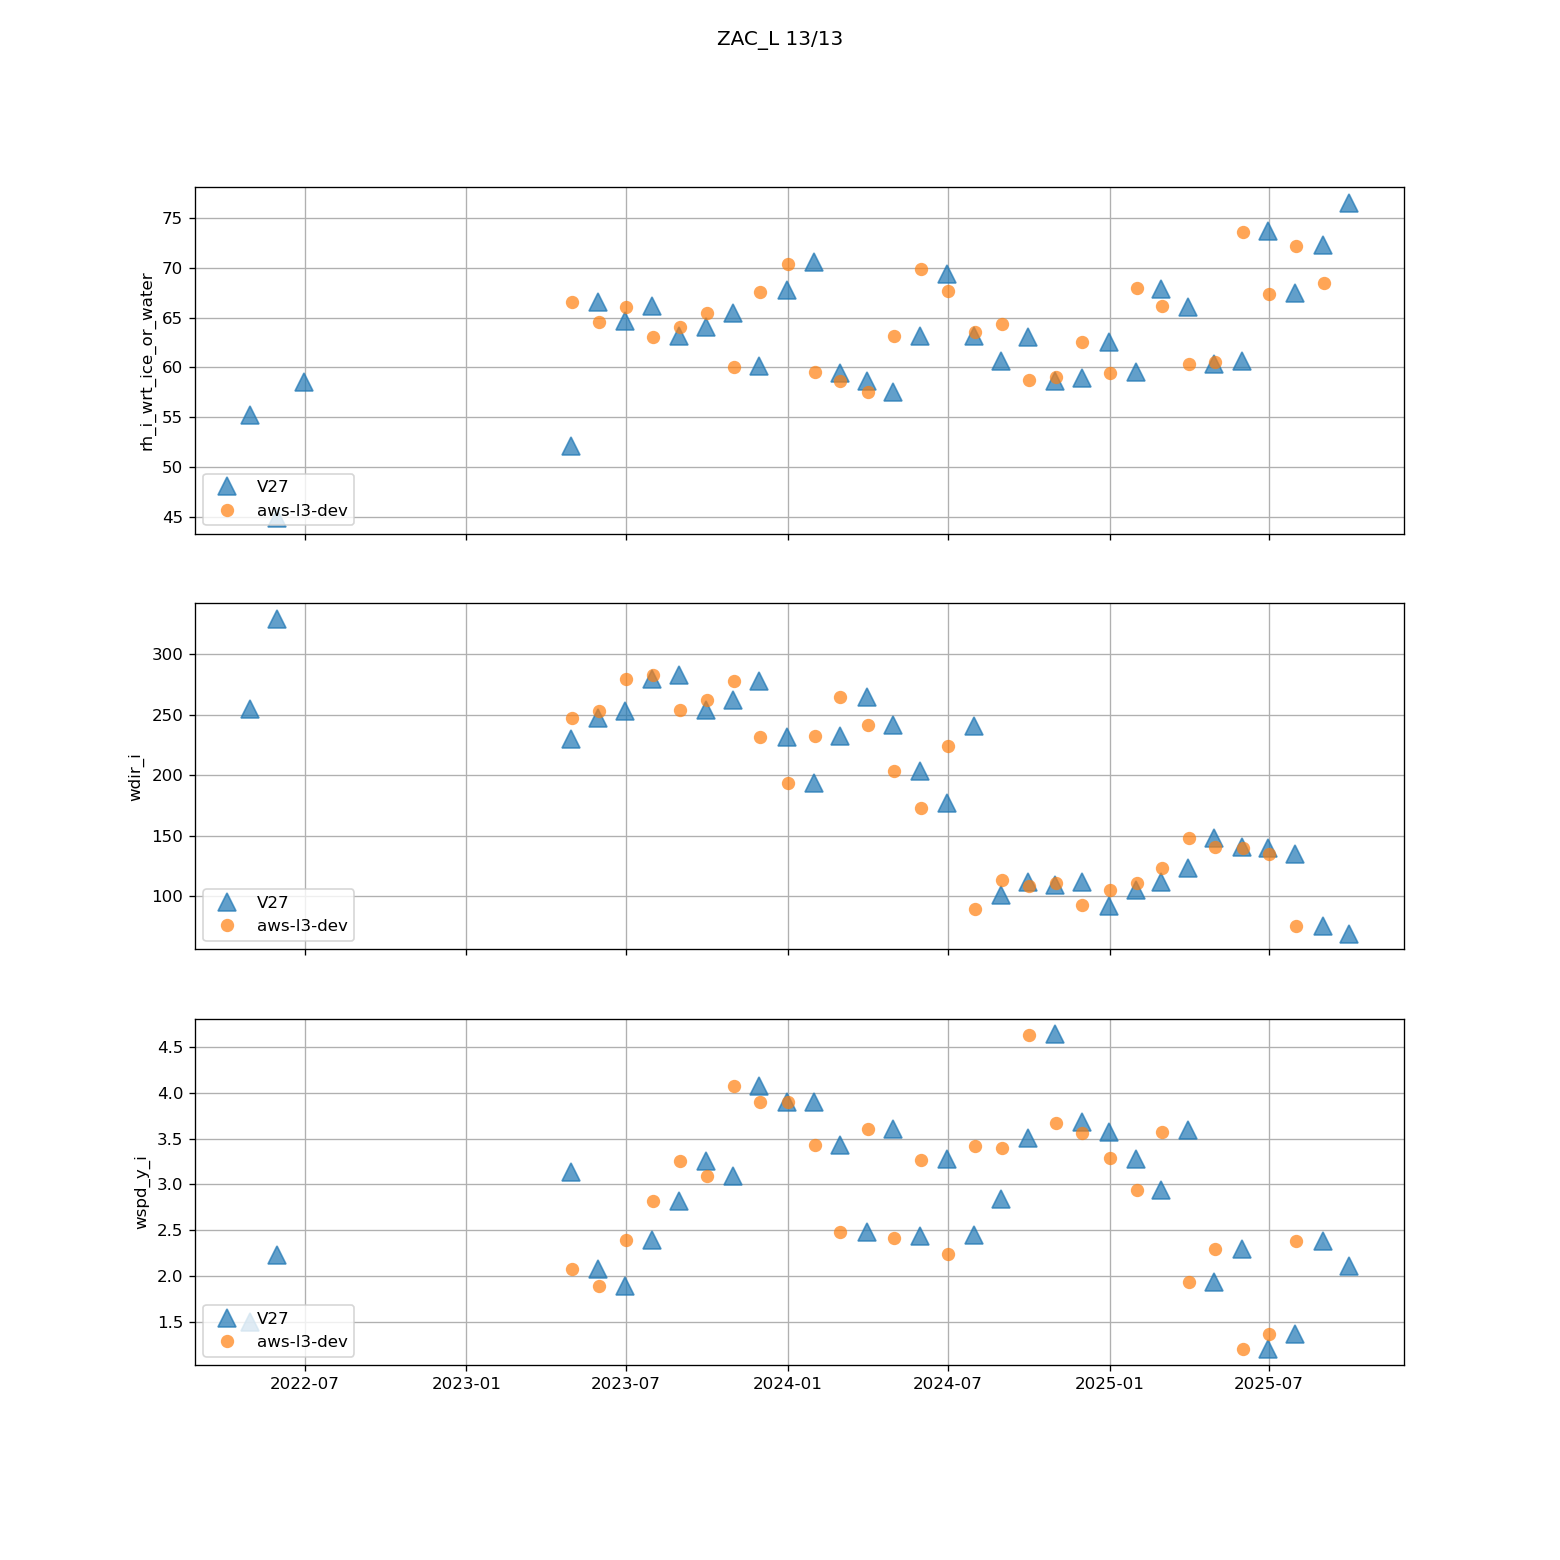 ZAC_L 13/13
rh_i_wrt_ice_or_water
75
70
65
60
55
50
45
V27
aws-l3-dev
wdir_i
300
250
200
150
100
V27
aws-l3-dev
wspd_y_i
4.5
4.0
3.5
3.0
2.5
2.0
1.5
V27
aws-l3-dev
2022-07 2023-01 2023-07 2024-01 2024-07 2025-01 2025-07